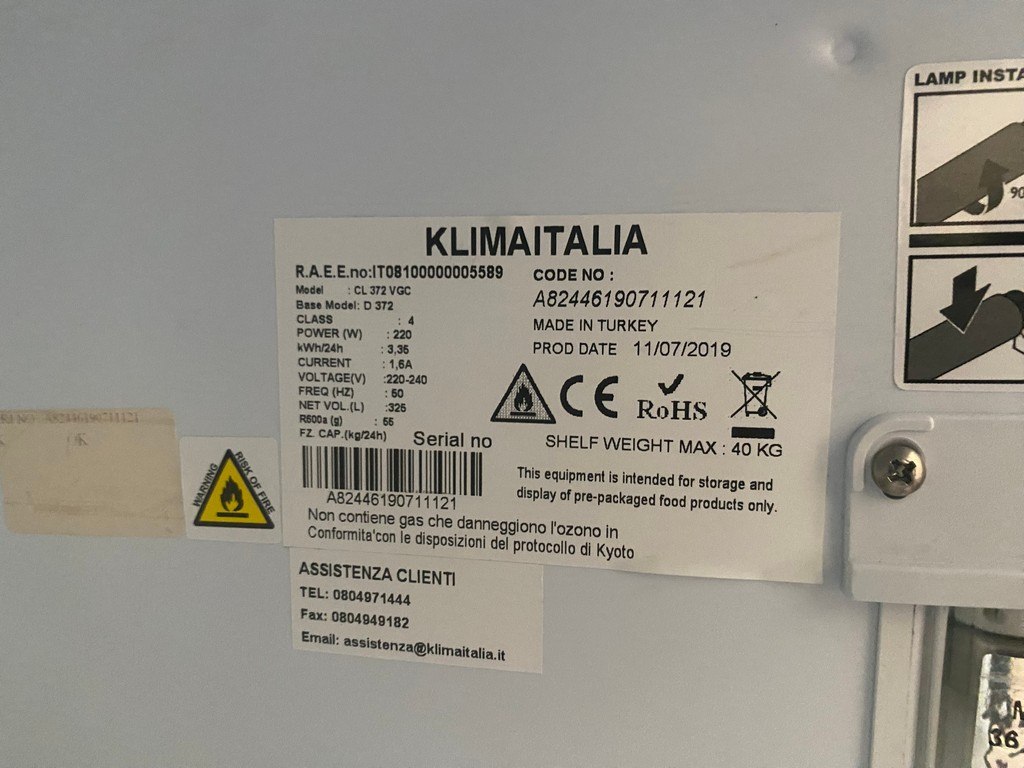 KLIMAITALIA
R.A.E.E.no:IT08100000005589
Model : CL 372 VGC
Base Model: D 372
CLASS : 4
POWER (W) : 220
kWh/24h : 3,35
CURRENT : 1,6A
VOLTAGE(V) :220-240
FREQ (HZ) : 50
NET VOL.(L) :326
R600a (g) : 55
FZ. CAP.(kg/24h)
Serial no
A82446190711121
CODE NO :
A82446190711121
MADE IN TURKEY
PROD DATE 11/07/2019
CE
RoHS
SHELF WEIGHT MAX : 40 KG
This equipment is intended for storage and
display of pre-packaged food products only.
Non contiene gas che danneggiono l'ozono in
Conformita'con le disposizioni del protocollo di Kyoto
ASSISTENZA CLIENTI
TEL: 0804971444
Fax: 0804949182
Email: assistenza@klimaitalia.it
WARNING
RISK OF FIRE
LAMP INSTA
90
36